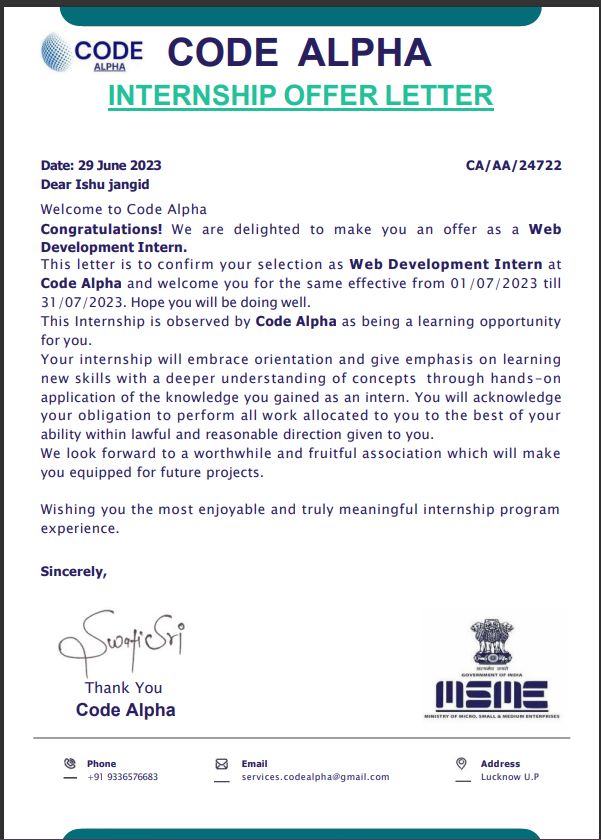 CODE
ALPHA
CODE ALPHA
INTERNSHIP OFFER LETTER
Date: 29 June 2023 CA/AA/24722
Dear Ishu jangid
Welcome to Code Alpha
Congratulations! We are delighted to make you an offer as a Web
Development Intern.
This letter is to confirm your selection as Web Development Intern at
Code Alpha and welcome you for the same effective from 01/07/2023 till
31/07/2023. Hope you will be doing well.
This Internship is observed by Code Alpha as being a learning opportunity
for you.
Your internship will embrace orientation and give emphasis on learning
new skills with a deeper understanding of concepts through hands-on
application of the knowledge you gained as an intern. You will acknowledge
your obligation to perform all work allocated to you to the best of your
ability within lawful and reasonable direction given to you.
We look forward to a worthwhile and fruitful association which will make
you equipped for future projects.
Wishing you the most enjoyable and truly meaningful internship program
experience.
Sincerely,
Swati Sri
Thank You
Code Alpha
सत्यमेव जयते
GOVERNMENT OF INDIA
MSME
MINISTRY OF MICRO, SMALL & MEDIUM ENTERPRISES
Phone
+91 9336576683
Email
services.codealpha@gmail.com
Address
Lucknow U.P